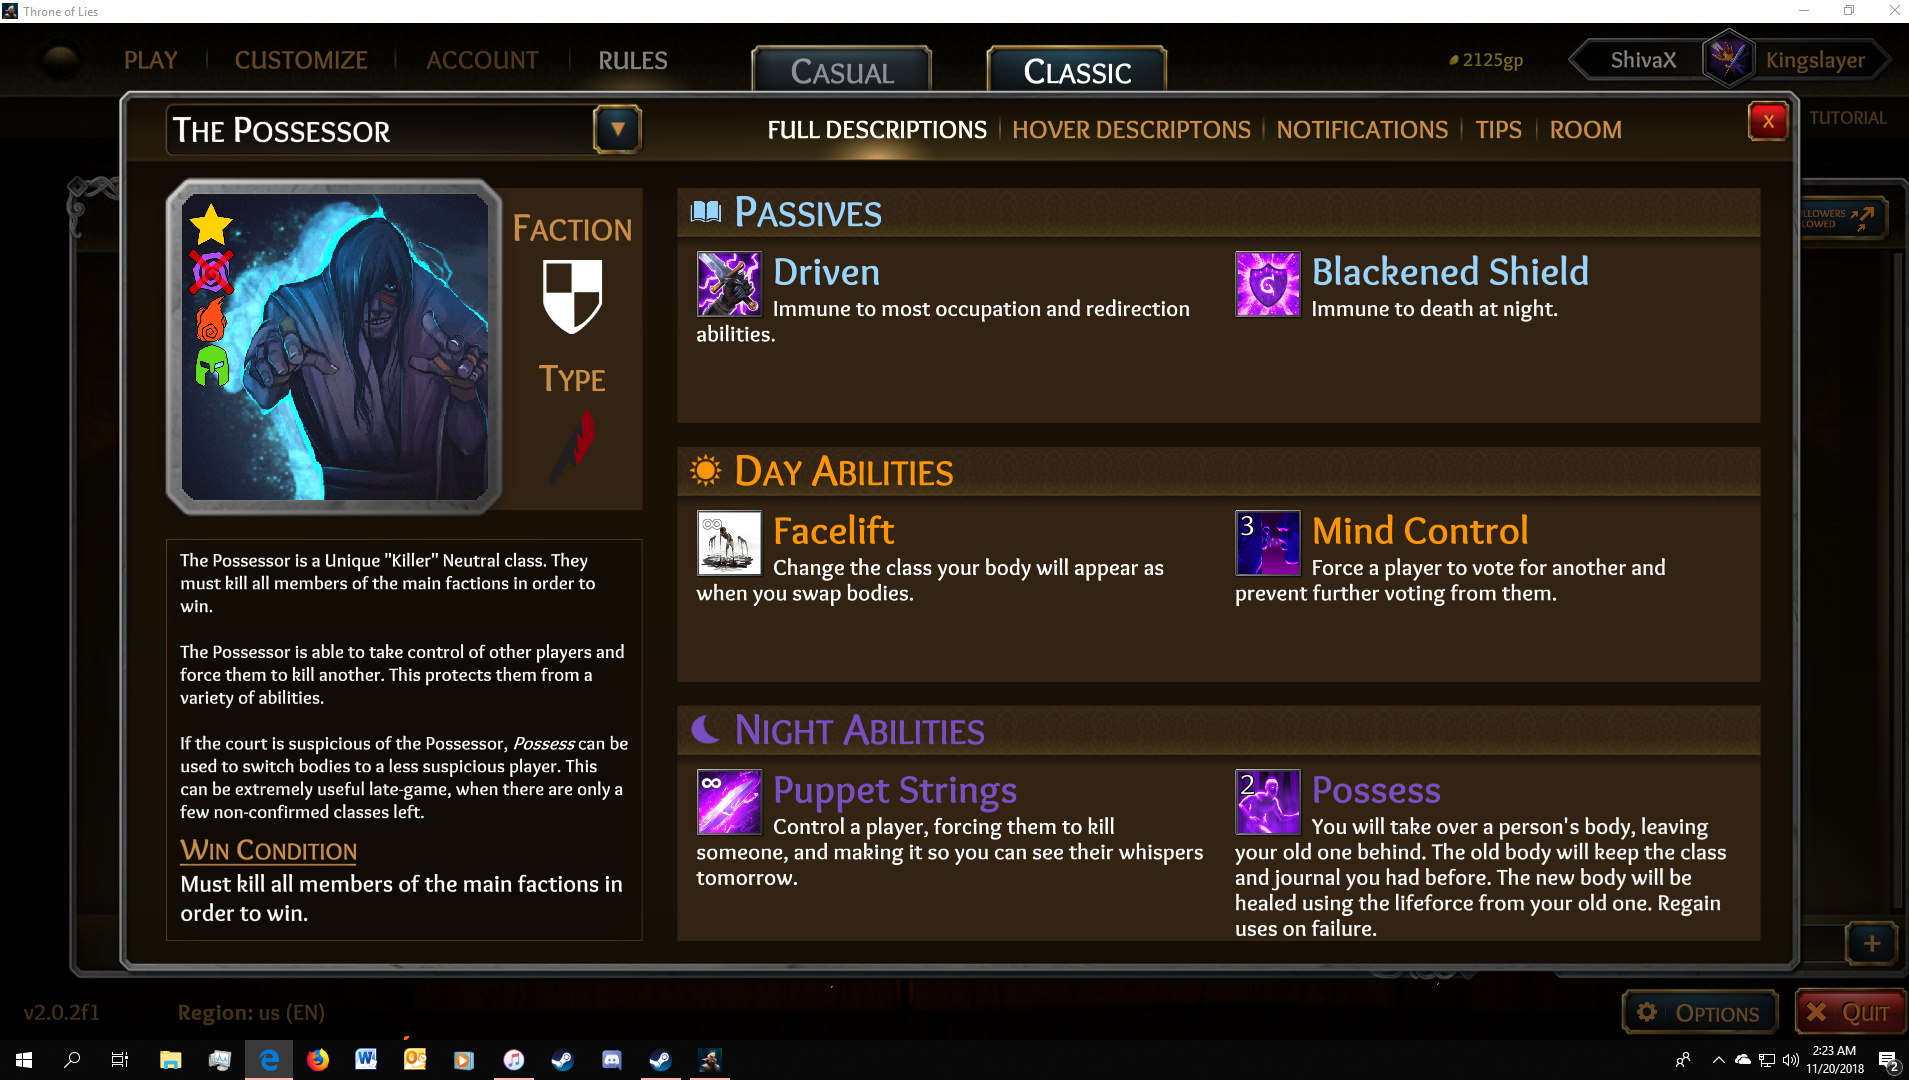 Throne of Lies
PLAY
CUSTOMIZE
ACCOUNT
RULES
CASUAL
CLASSIC
2125gp
ShivaX
Kingslayer
THE POSSESSOR
FULL DESCRIPTIONS
HOVER DESCRIPTONS
NOTIFICATIONS
TIPS
ROOM
X
TUTORIAL
LLOWERS
LOWED
FACTION
TYPE
PASSIVES
Driven
Immune to most occupation and redirection
abilities.
Blackened Shield
Immune to death at night.
DAY ABILITIES
∞
Facelift
Change the class your body will appear as
when you swap bodies.
3
Mind Control
Force a player to vote for another and
prevent further voting from them.
NIGHT ABILITIES
∞
Puppet Strings
Control a player, forcing them to kill
someone, and making it so you can see their whispers
tomorrow.
2
Possess
You will take over a person's body, leaving
your old one behind. The old body will keep the class
and journal you had before. The new body will be
healed using the lifeforce from your old one. Regain
uses on failure.
The Possessor is a Unique "Killer" Neutral class. They
must kill all members of the main factions in order to
win.
The Possessor is able to take control of other players and
force them to kill another. This protects them from a
variety of abilities.
If the court is suspicious of the Possessor, Possess can be
used to switch bodies to a less suspicious player. This
can be extremely useful late-game, when there are only a
few non-confirmed classes left.
WIN CONDITION
Must kill all members of the main factions in
order to win.
+
v2.0.2f1
Region: us (EN)
OPTIONS
QUIT
2:23 AM
11/20/2018
2